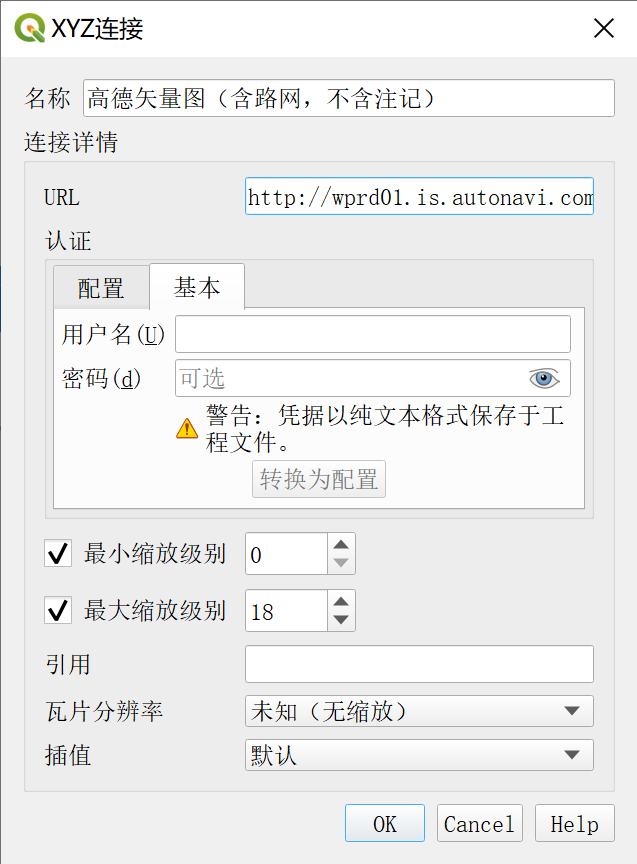 XYZ连接
名称 高德矢量图（含路网，不含注记）
连接详情
URL http://wprd01.is.autonavi.com
认证
配置 基本
用户名(U)
密码(d) 可选
警告：凭据以纯文本格式保存于工
程文件。
转换为配置
最小缩放级别 0
最大缩放级别 18
引用
瓦片分辨率 未知（无缩放）
插值 默认
OK Cancel Help